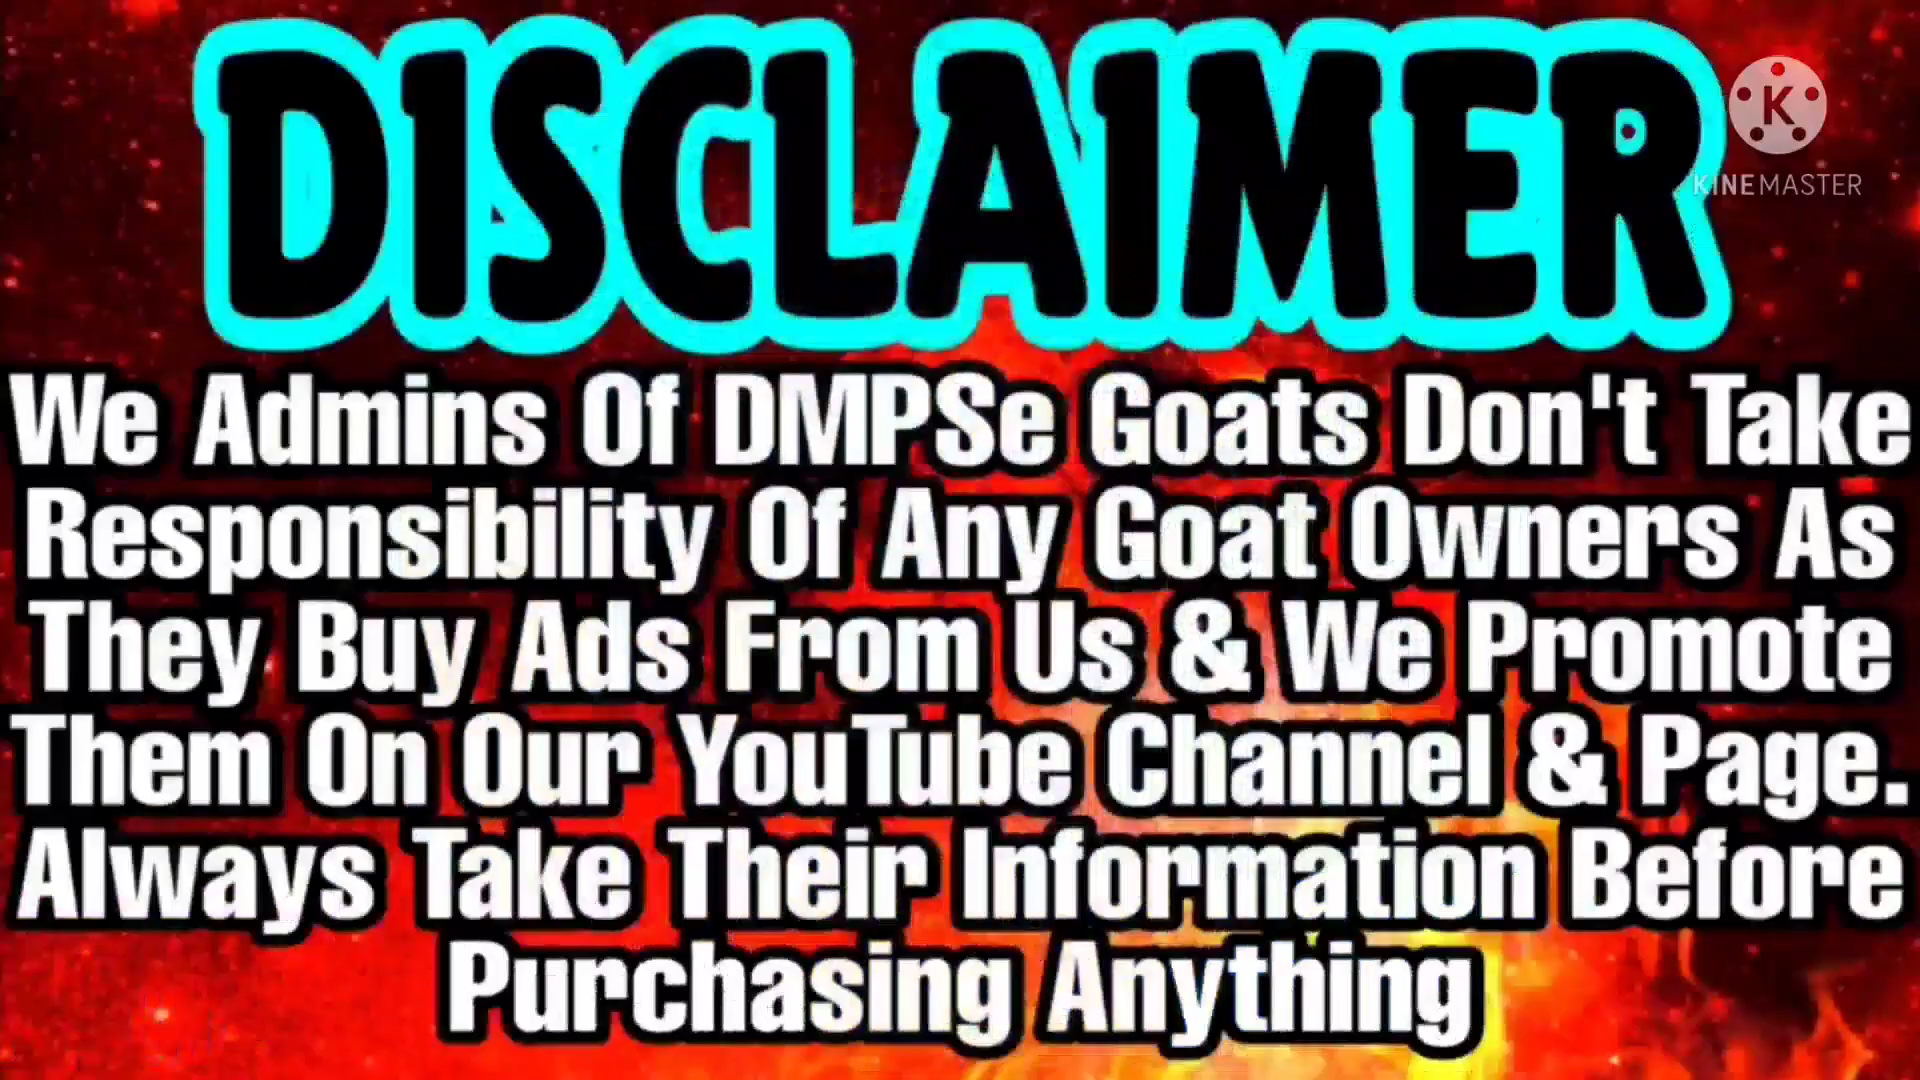 DISCLAIMER
K
KINEMASTER
We Admins Of DMPSe Goats Don't Take
Responsibility Of Any Goat Owners As
They Buy Ads From Us & We Promote
Them On Our YouTube Channel & Page.
Always Take Their Information Before
Purchasing Anything